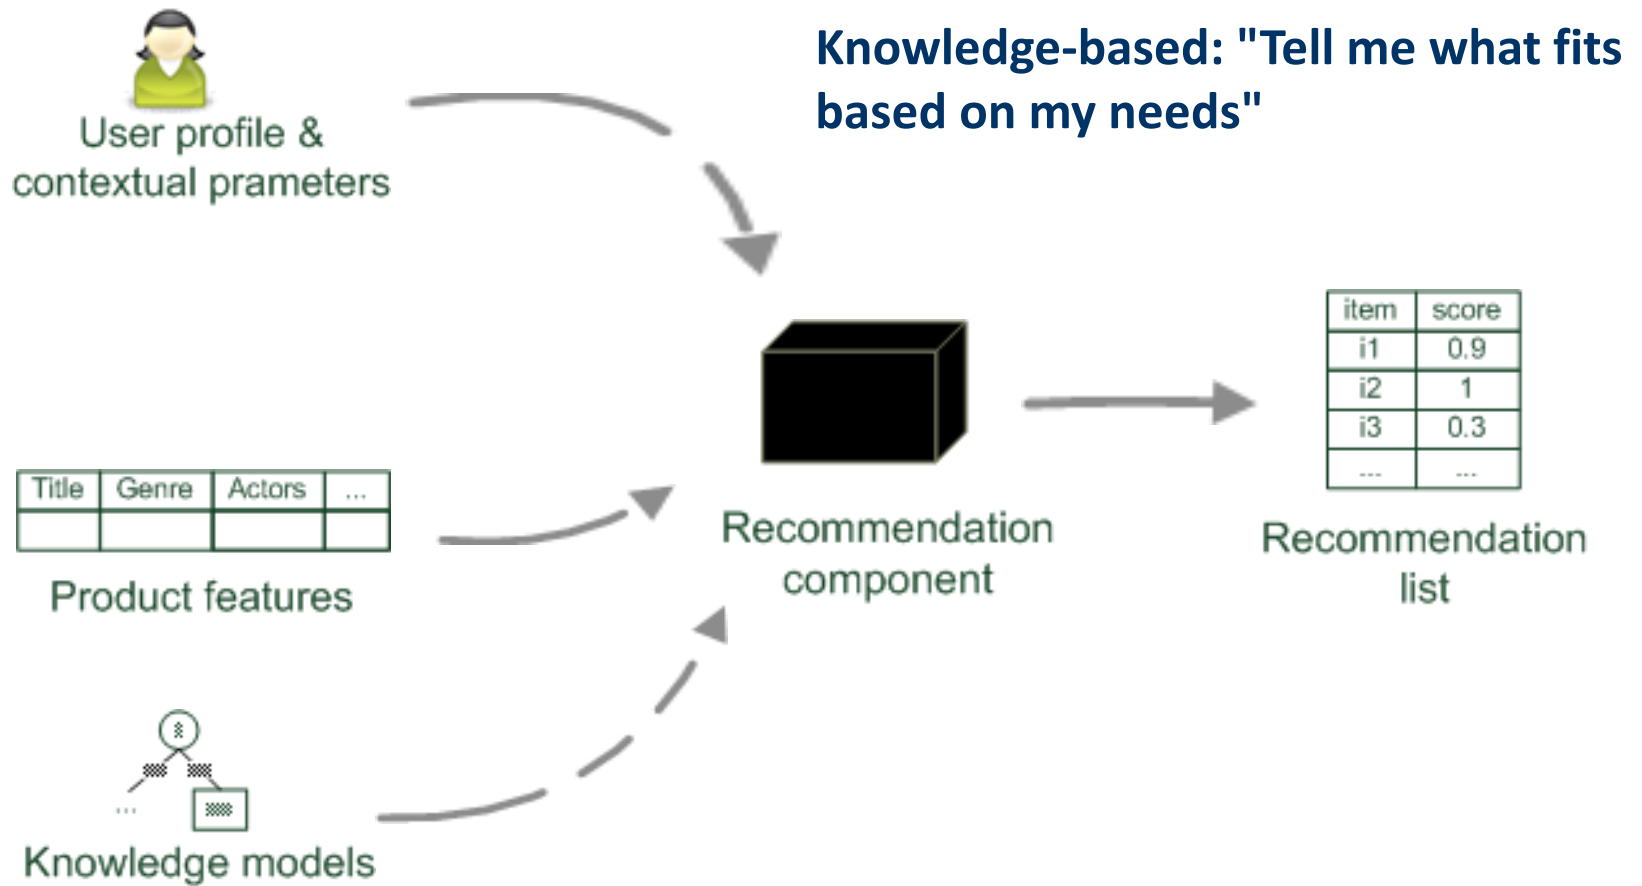 Knowledge-based: "Tell me what fits
based on my needs"
User profile &
contextual prameters
item score
i1 0.9
i2 1
i3 0.3
... ...
Title Genre Actors ...
Product features
Recommendation
component
Recommendation
list
...
Knowledge models